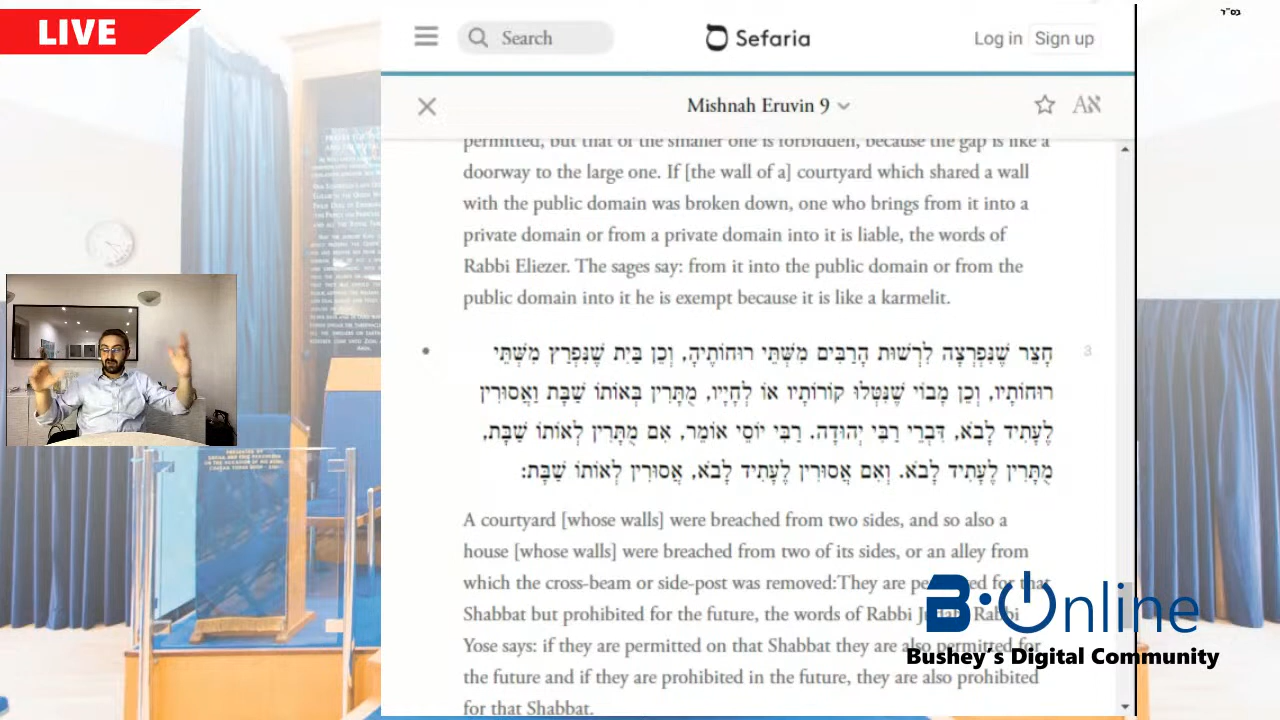 LIVE
בס"ד
Search
Sefaria
Log in
Sign up
Mishnah Eruvin 9
permitted, but that of the smaller one is forbidden, because the gap is like a
doorway to the large one. If [the wall of a] courtyard which shared a wall
with the public domain was broken down, one who brings from it into a
private domain or from a private domain into it is liable, the words of
Rabbi Eliezer. The sages say: from it into the public domain or from the
public domain into it he is exempt because it is like a karmelit.
3
חָצֵר שֶׁנִּפְרְצָה לִרְשׁוּת הָרַבִּים מִשְּׁתֵּי רוּחוֹתֶיהָ, וְכֵן בַּיִת שֶׁנִּפְרַץ מִשְּׁתֵּי
רוּחוֹתָיו, וְכֵן מָבוֹי שֶׁנִּטְּלוּ קוֹרוֹתָיו אוֹ לְחָיָיו, מֻתָּרִין בְּאוֹתוֹ שַׁבָּת וַאֲסוּרִין
לֶעָתִיד לָבֹא, דִּבְרֵי רַבִּי יְהוּדָה. רַבִּי יוֹסֵי אוֹמֵר, אִם מֻתָּרִין לְאוֹתוֹ שַׁבָּת,
מֻתָּרִין לֶעָתִיד לָבֹא. וְאִם אֲסוּרִין לֶעָתִיד לָבֹא, אֲסוּרִין לְאוֹתוֹ שַׁבָּת:
A courtyard [whose walls] were breached from two sides, and so also a
house [whose walls] were breached from two of its sides, or an alley from
which the cross-beam or side-post was removed:They are for that
Shabbat but prohibited for the future, the words of Rabbi Rabbi
Yose says: if they are permitted on that Shabbat they are also permitted for
the future and if they are prohibited in the future, they are also prohibited
for that Shabbat.
B:Online
Bushey's Digital Community